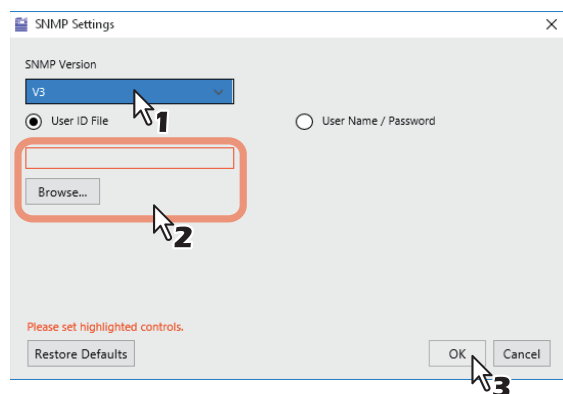 SNMP Settings
SNMP Version
V3
1
User ID File
User Name / Password
Browse...
2
Please set highlighted controls.
Restore Defaults
OK
Cancel
3